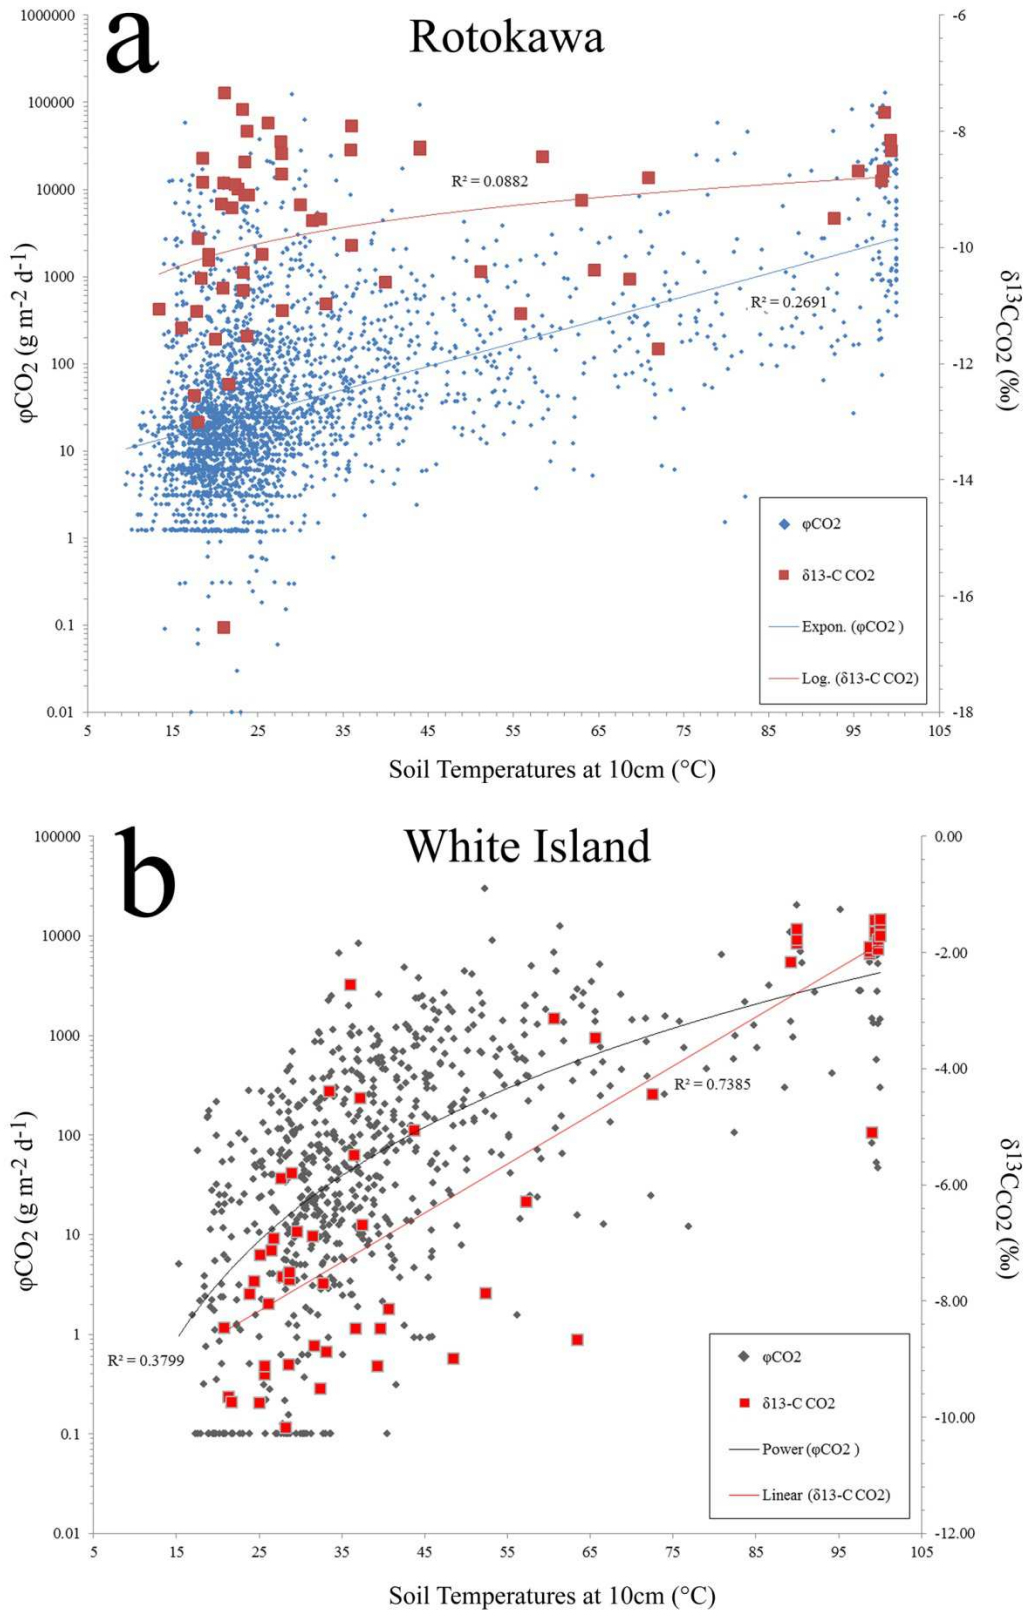 a
Rotokawa
1000000
100000
10000
1000
100
10
1
0.1
0.01
φCO2 (g m−2 d-1)
-6
-8
-10
-12
-14
-16
-18
δ13CCO2 (‰)
R² = 0.0882
R² = 0.2691
φCO2
δ13-C CO2
Expon. (φCO2 )
Log. (δ13-C CO2)
5 15 25 35 45 55 65 75 85 95 105
Soil Temperatures at 10cm (°C)
b
White Island
100000
10000
1000
100
10
1
0.1
0.01
φCO2 (g m−2 d-1)
0.00
-2.00
-4.00
-6.00
-8.00
-10.00
-12.00
δ13CCO2 (‰)
R² = 0.7385
R² = 0.3799
φCO2
δ13-C CO2
Power (φCO2 )
Linear (δ13-C CO2)
5 15 25 35 45 55 65 75 85 95 105
Soil Temperatures at 10cm (°C)